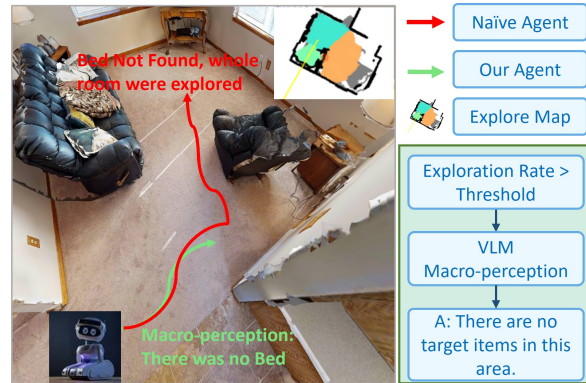 Bed Not Found, whole
room were explored
Macro-perception:
There was no Bed
Naïve Agent
Our Agent
Explore Map
Exploration Rate >
Threshold
VLM
Macro-perception
A: There are no
target items in this
area.